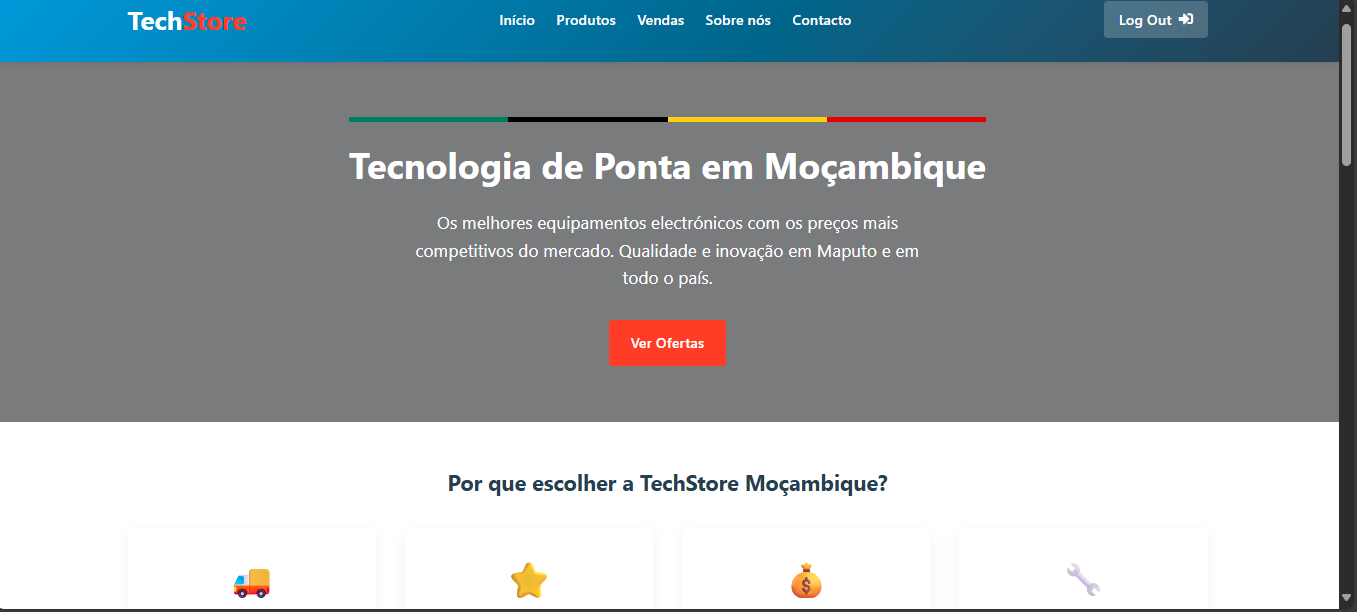 TechStore
Início Produtos Vendas Sobre nós Contacto
Log Out
Tecnologia de Ponta em Moçambique
Os melhores equipamentos electrónicos com os preços mais
competitivos do mercado. Qualidade e inovação em Maputo e em
todo o país.
Ver Ofertas
Por que escolher a TechStore Moçambique?